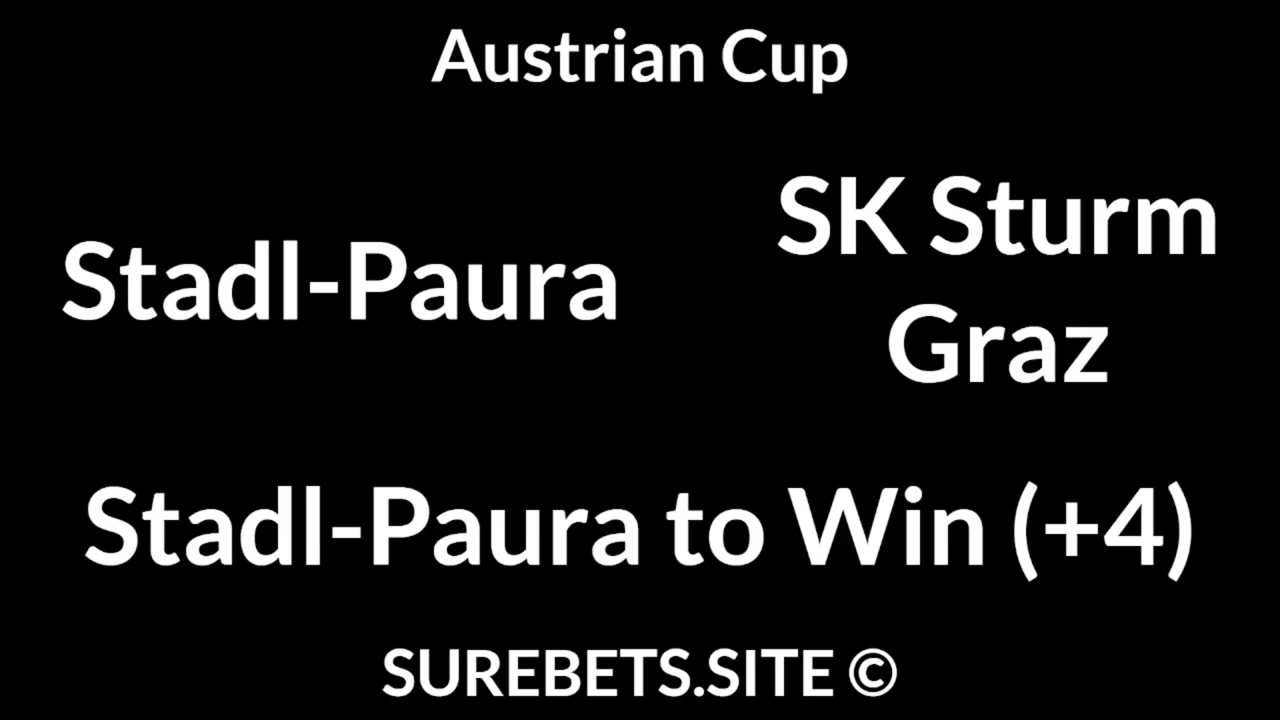 Austrian Cup
Stadl-Paura
SK Sturm
Graz
Stadl-Paura to Win (+4)
SUREBETS.SITE ©